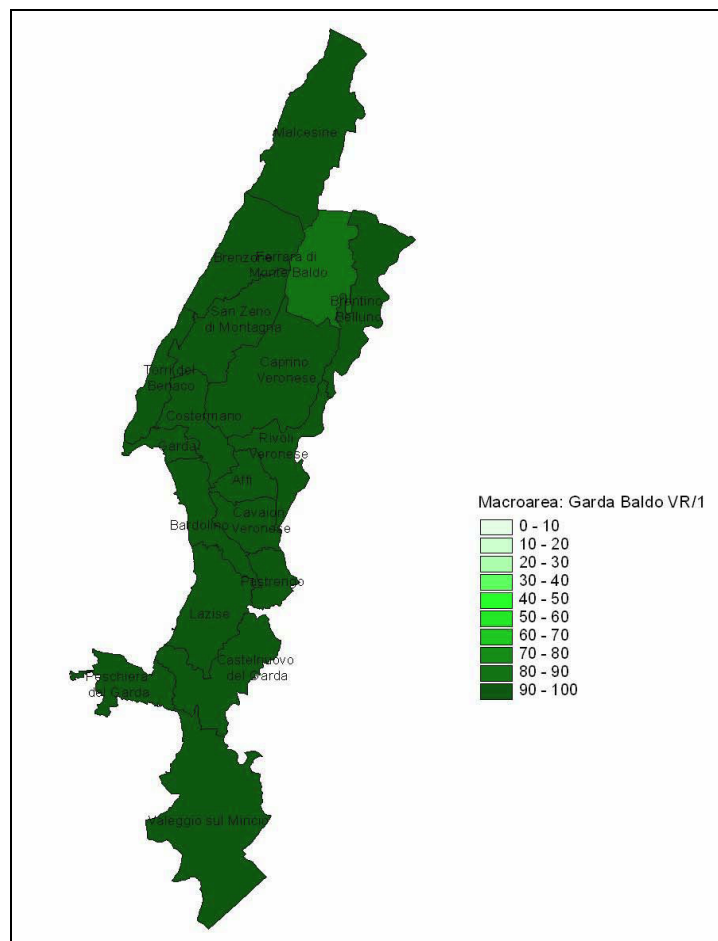 Malcesine
Brenzone
Ferrara di
Monte Baldo
Brentino
Belluno
San Zeno
di Montagna
Torri del
Benaco
Caprino
Veronese
Costermano
Garda
Rivoli
Veronese
Affi
Bardolino
Cavaion
Veronese
Pastrengo
Lazise
Castelnuovo
del Garda
Peschiera
del Garda
Valeggio sul Mincio
Macroarea: Garda Baldo VR/1
0 - 10
10 - 20
20 - 30
30 - 40
40 - 50
50 - 60
60 - 70
70 - 80
80 - 90
90 - 100